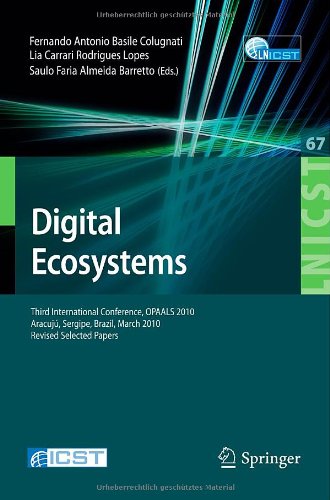 Urheberrechtlich geschütztes Material
Fernando Antonio Basile Colugnati
Lia Carrari Rodrigues Lopes
Saulo Faria Almeida Barretto (Eds.)
LNICST
67
LNICST
Digital
Ecosystems
Third International Conference, OPAALS 2010
Aracujú, Sergipe, Brazil, March 2010
Revised Selected Papers
ICST
Springer
Urheberrechtlich geschütztes Material